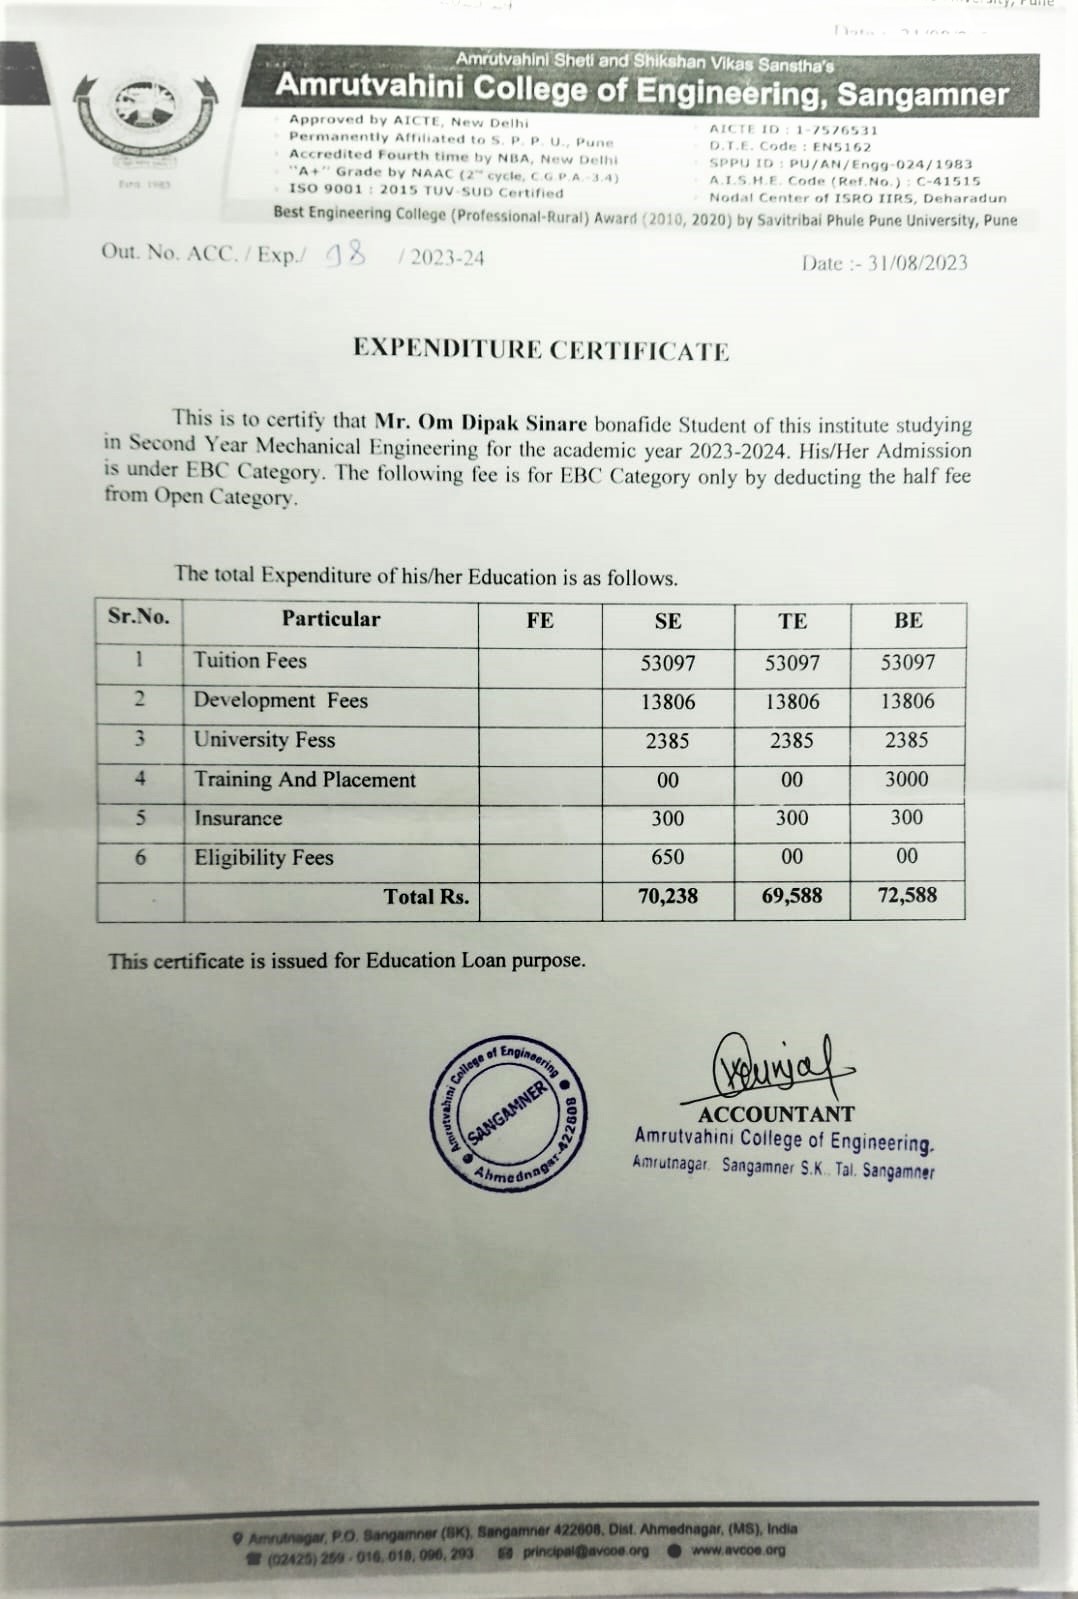 Amrutvahini Sheti and Shikshan Vikas Sanstha's
Amrutvahini College of Engineering, Sangamner
Approved by AICTE, New Delhi
Permanently Affiliated to S. P. P. U., Pune
Accredited Fourth time by NBA, New Delhi
"A+" Grade by NAAC (2nd cycle, C.G.P.A.-3.4)
ISO 9001 : 2015 TUV-SUD Certified
AICTE ID : 1-7576531
D.T.E. Code : EN5162
SPPU ID : PU/AN/Engg-024/1983
A.I.S.H.E. Code (Ref.No.) : C-41515
Nodal Center of ISRO IIRS, Deharadun
Estd. 1983
Best Engineering College (Professional-Rural) Award (2010, 2020) by Savitribai Phule Pune University, Pune
Out. No. ACC. / Exp./ 98 / 2023-24
Date :- 31/08/2023
EXPENDITURE CERTIFICATE
This is to certify that Mr. Om Dipak Sinare bonafide Student of this institute studying
in Second Year Mechanical Engineering for the academic year 2023-2024. His/Her Admission
is under EBC Category. The following fee is for EBC Category only by deducting the half fee
from Open Category.
The total Expenditure of his/her Education is as follows.
Sr.No. Particular FE SE TE BE
1 Tuition Fees 53097 53097 53097
2 Development Fees 13806 13806 13806
3 University Fess 2385 2385 2385
4 Training And Placement 00 00 3000
5 Insurance 300 300 300
6 Eligibility Fees 650 00 00
Total Rs. 70,238 69,588 72,588
This certificate is issued for Education Loan purpose.
Amrutvahini College of Engineering
SANGAMNER
Ahmednagar-422608
ACCOUNTANT
Amrutvahini College of Engineering.
Amrutnagar. Sangamner S.K., Tal. Sangamner
Amrutnagar, P.O. Sangamner (SK), Sangamner 422608, Dist. Ahmednagar, (MS), India
(02425) 259 - 016, 018, 096, 293 principal@avcoe.org www.avcoe.org